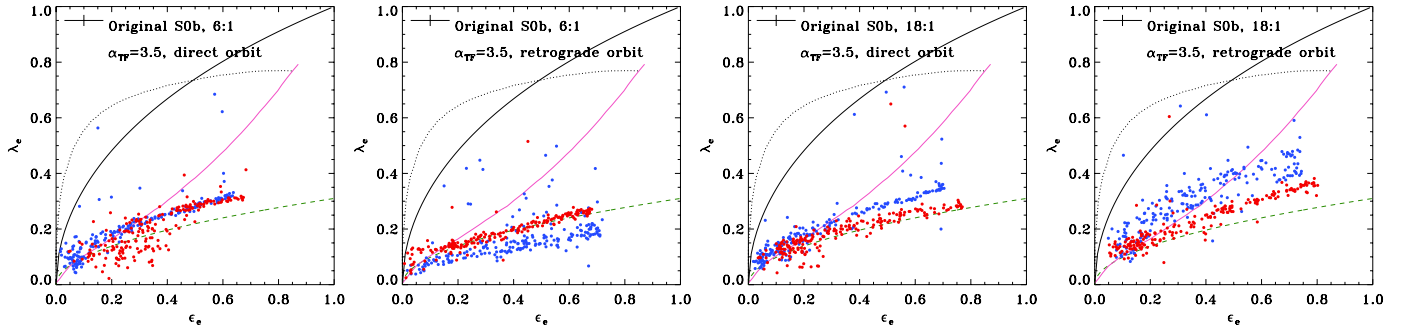 Original S0b, 6:1
α_TF=3.5, direct orbit
λ_e
1.0
0.8
0.6
0.4
0.2
0.0
0.0 0.2 0.4 0.6 0.8 1.0
ε_e
Original S0b, 6:1
α_TF=3.5, retrograde orbit
λ_e
1.0
0.8
0.6
0.4
0.2
0.0
0.0 0.2 0.4 0.6 0.8 1.0
ε_e
Original S0b, 18:1
α_TF=3.5, direct orbit
λ_e
1.0
0.8
0.6
0.4
0.2
0.0
0.0 0.2 0.4 0.6 0.8 1.0
ε_e
Original S0b, 18:1
α_TF=3.5, retrograde orbit
λ_e
1.0
0.8
0.6
0.4
0.2
0.0
0.0 0.2 0.4 0.6 0.8 1.0
ε_e